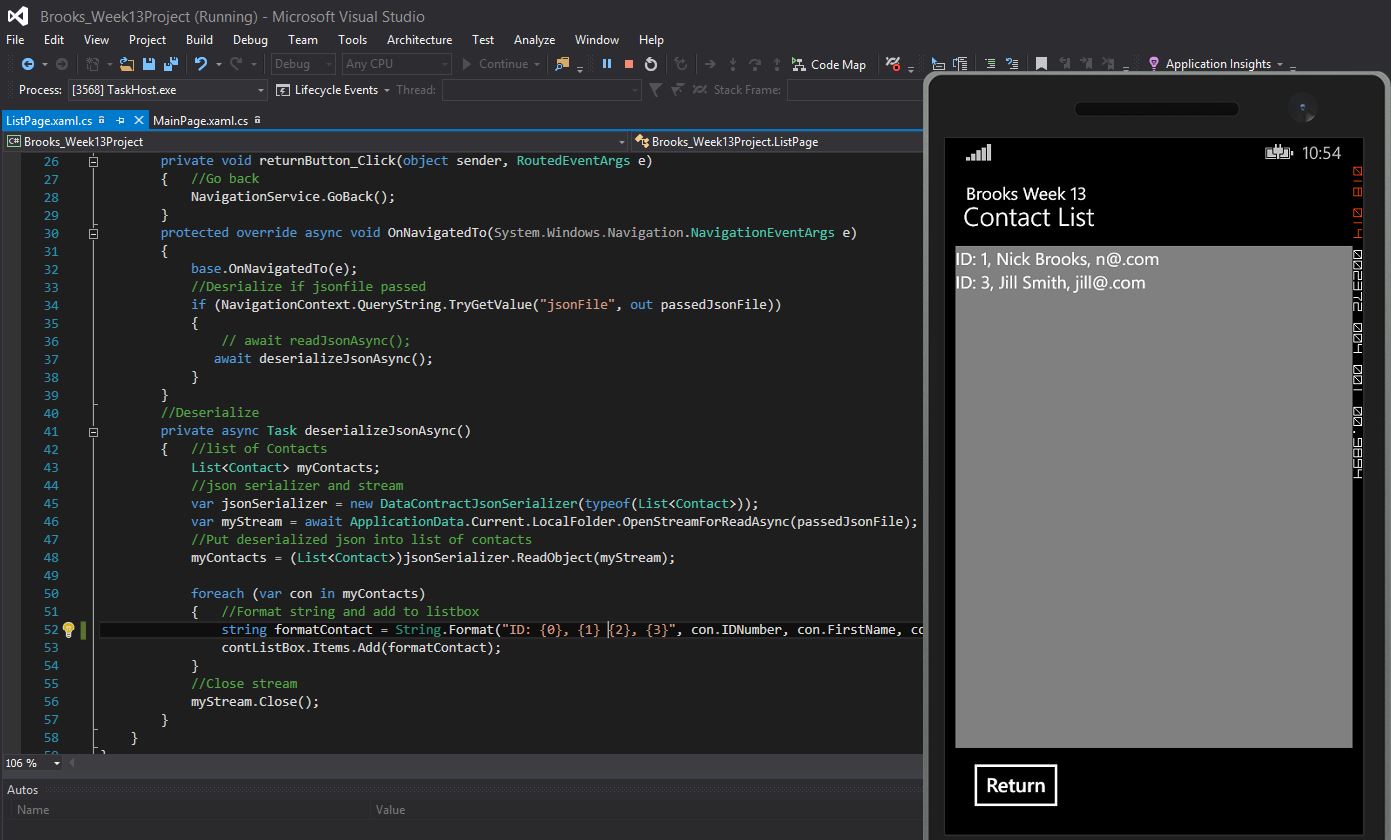 Brooks_Week13Project (Running) - Microsoft Visual Studio
File Edit View Project Build Debug Team Tools Architecture Test Analyze Window Help
Debug Any CPU Continue Code Map Application Insights
Process: [3568] TaskHost.exe Lifecycle Events Thread: Stack Frame:
ListPage.xaml.cs MainPage.xaml.cs
C# Brooks_Week13Project Brooks_Week13Project.ListPage
26 private void returnButton_Click(object sender, RoutedEventArgs e)
27 { //Go back
28 NavigationService.GoBack();
29 }
30 protected override async void OnNavigatedTo(System.Windows.Navigation.NavigationEventArgs e)
31 {
32 base.OnNavigatedTo(e);
33 //Desrialize if jsonfile passed
34 if (NavigationContext.QueryString.TryGetValue("jsonFile", out passedJsonFile))
35 {
36 // await readJsonAsync();
37 await deserializeJsonAsync();
38 }
39 }
40 //Deserialize
41 private async Task deserializeJsonAsync()
42 { //list of Contacts
43 List<Contact> myContacts;
44 //json serializer and stream
45 var jsonSerializer = new DataContractJsonSerializer(typeof(List<Contact>));
46 var myStream = await ApplicationData.Current.LocalFolder.OpenStreamForReadAsync(passedJsonFile);
47 //Put deserialized json into list of contacts
48 myContacts = (List<Contact>)jsonSerializer.ReadObject(myStream);
49
50 foreach (var con in myContacts)
51 { //Format string and add to listbox
52 string formatContact = String.Format("ID: {0}, {1} {2}, {3}", con.IDNumber, con.FirstName, co
53 contListBox.Items.Add(formatContact);
54 }
55 //Close stream
56 myStream.Close();
57 }
58 }
59 }
106 %
Autos
Name Value
10:54
Brooks Week 13
Contact List
ID: 1, Nick Brooks, n@.com
ID: 3, Jill Smith, jill@.com
Return